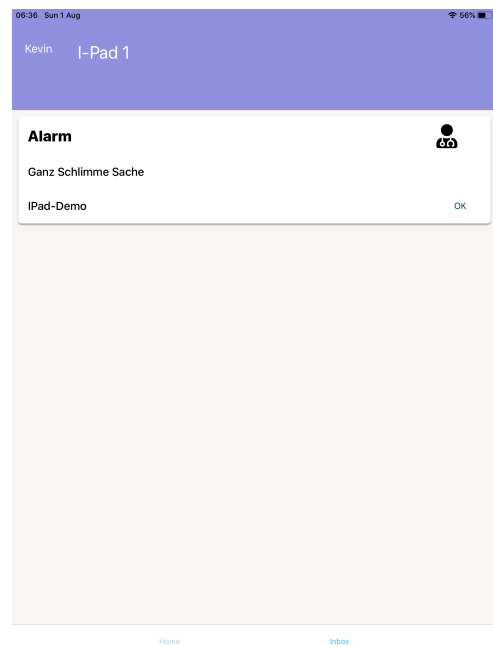 06:36 Sun 1 Aug 56%
Kevin I-Pad 1
Alarm
Ganz Schlimme Sache
IPad-Demo OK
Home Inbox